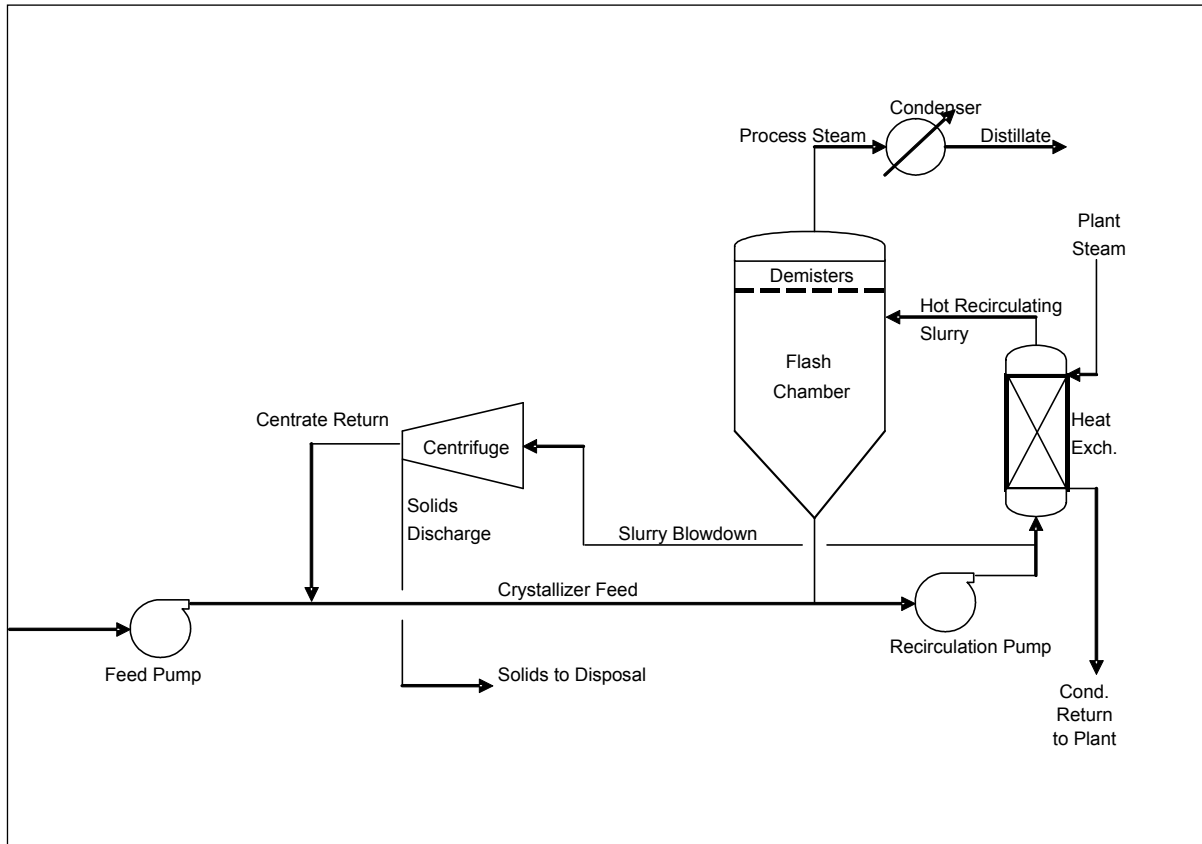 Condenser
Process Steam
Distillate
Plant
Steam
Demisters
Hot Recirculating
Slurry
Flash
Chamber
Heat
Exch.
Centrate Return
Centrifuge
Solids
Discharge
Slurry Blowdown
Crystallizer Feed
Feed Pump
Recirculation Pump
Solids to Disposal
Cond.
Return
to Plant